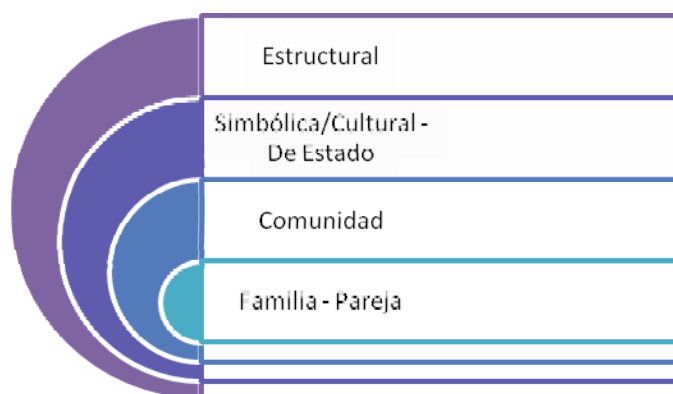 Estructural
Simbólica/Cultural -
De Estado
Comunidad
Familia - Pareja